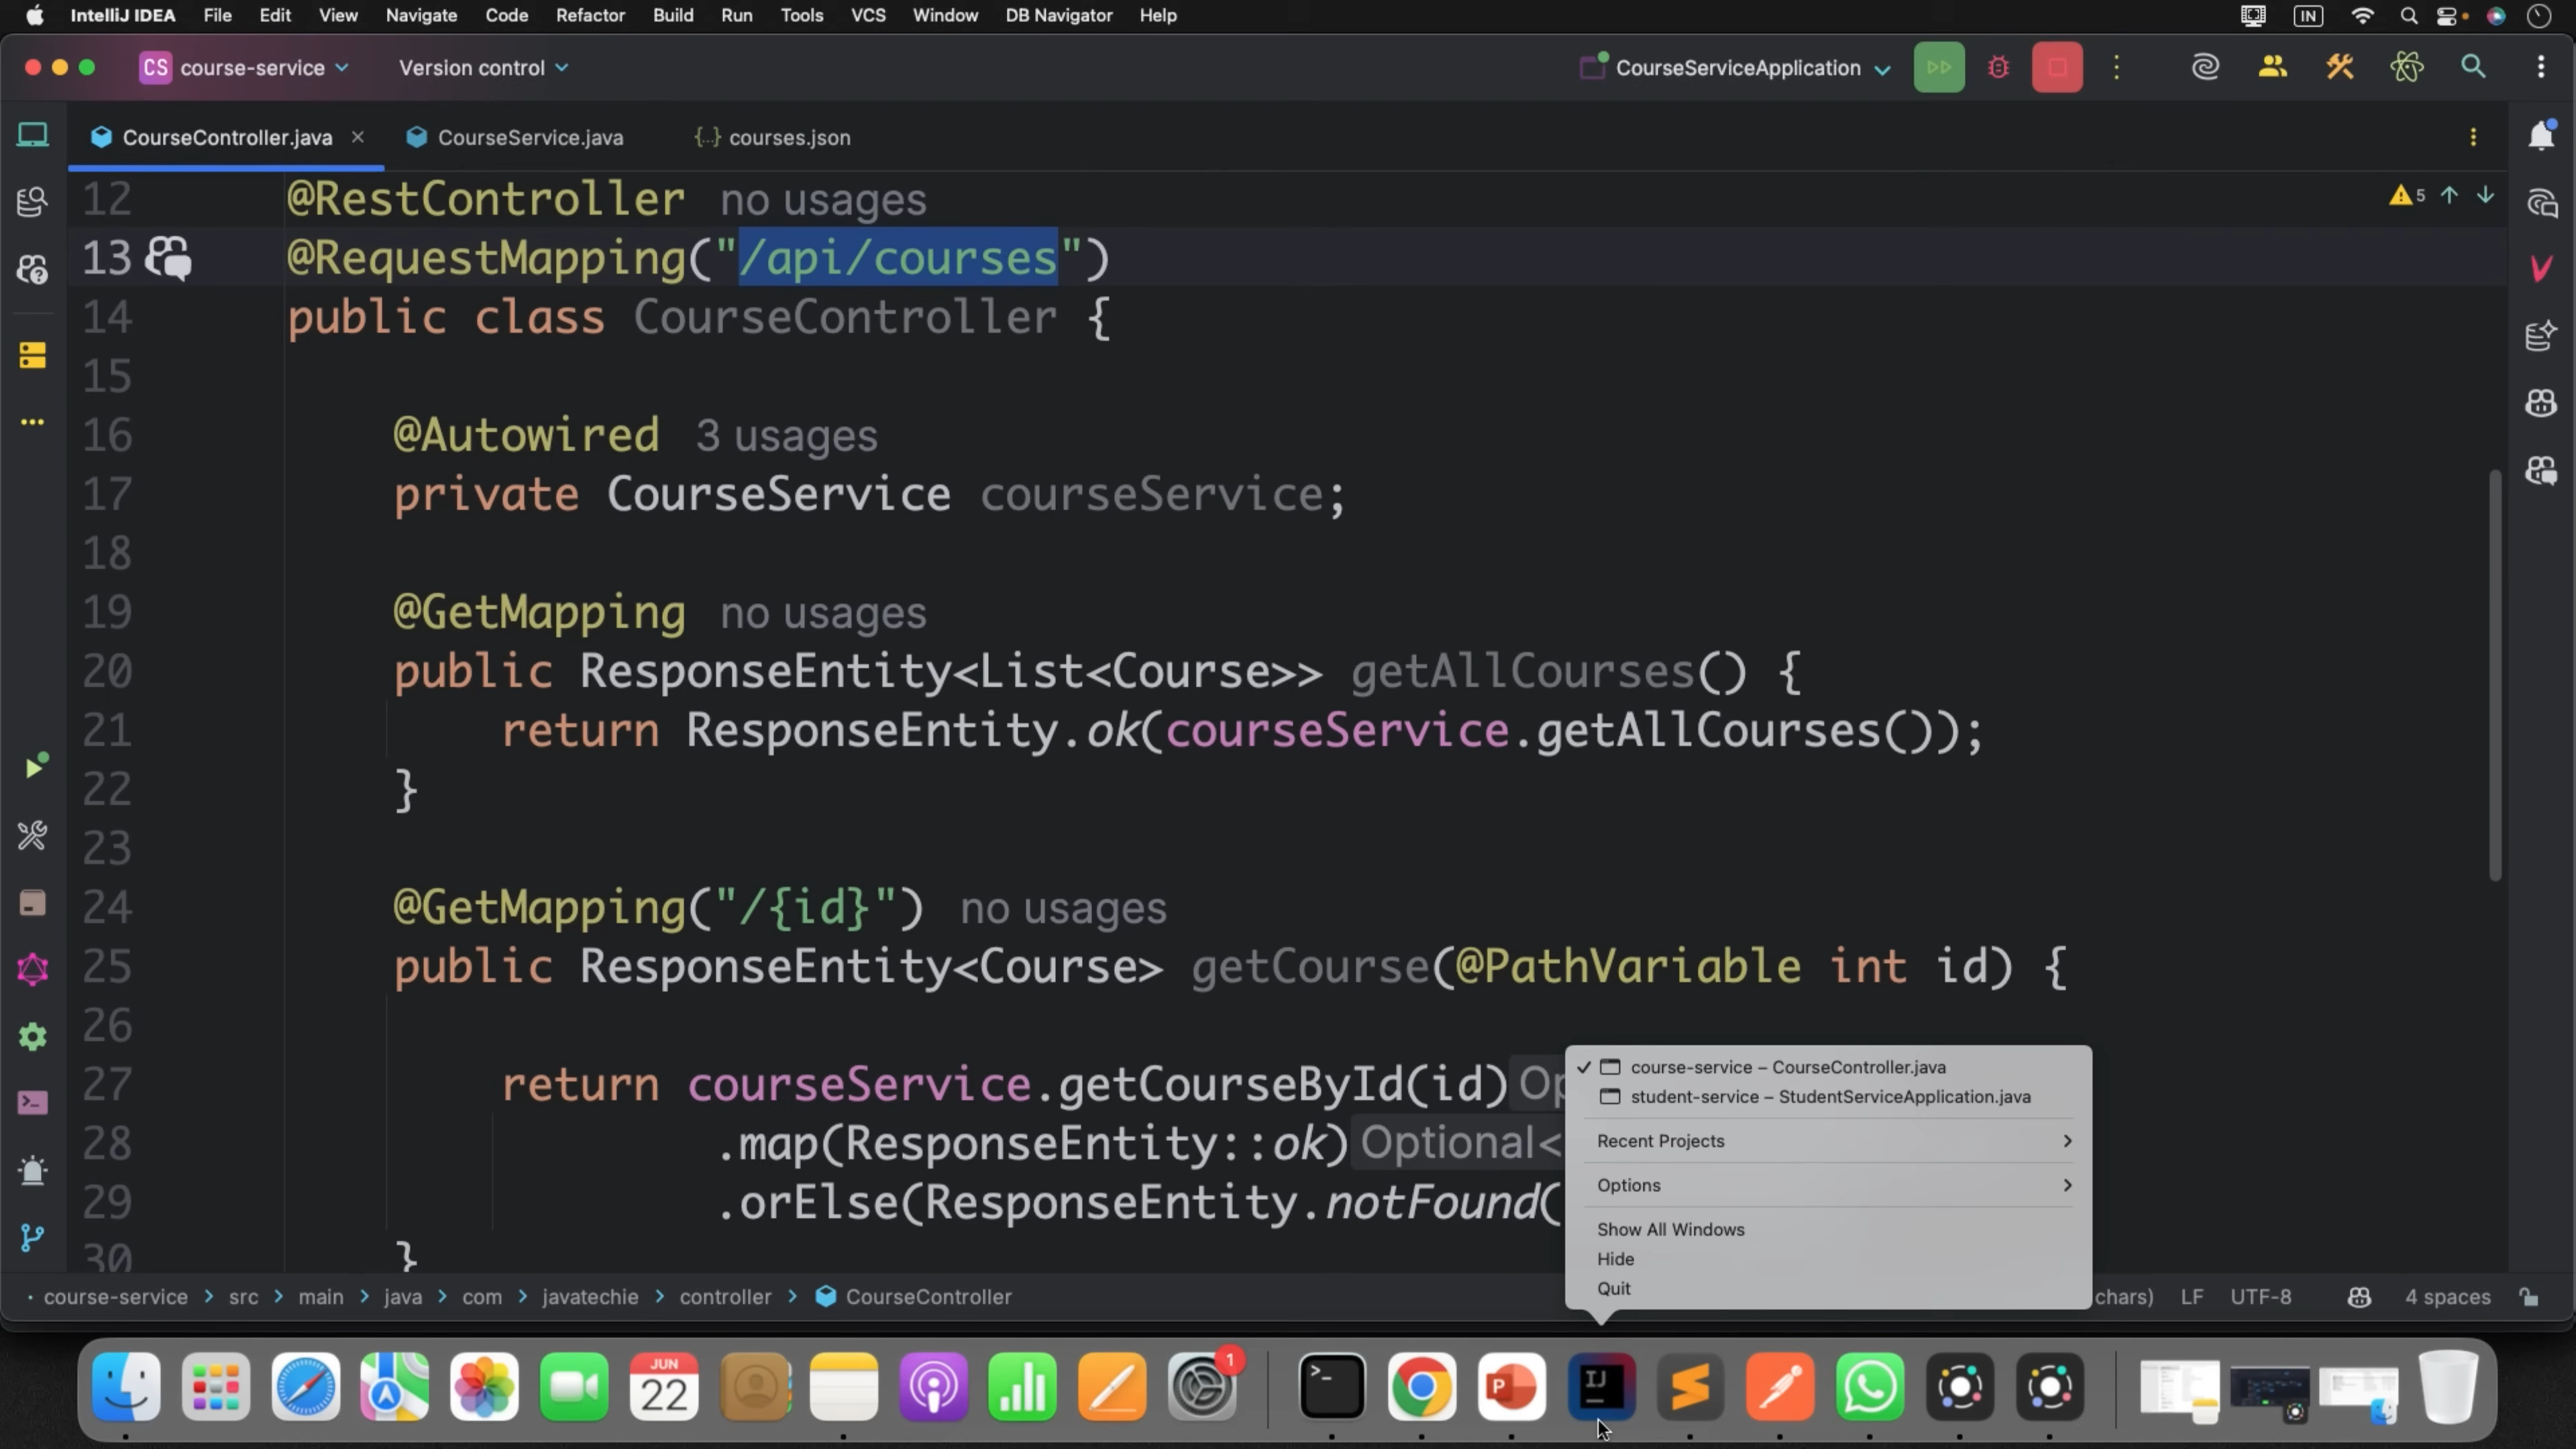 IntelliJ IDEA File Edit View Navigate Code Refactor Build Run Tools VCS Window DB Navigator Help IN
CS course-service Version control CourseServiceApplication
CourseController.java CourseService.java {..} courses.json
12 @RestController no usages
5
13 @RequestMapping("/api/courses")
14 public class CourseController {
15
16 @Autowired 3 usages
17 private CourseService courseService;
18
19 @GetMapping no usages
20 public ResponseEntity<List<Course>> getAllCourses() {
21 return ResponseEntity.ok(courseService.getAllCourses());
22 }
23
24 @GetMapping("/{id}") no usages
25 public ResponseEntity<Course> getCourse(@PathVariable int id) {
26
27 return courseService.getCourseById(id) Op
28 .map(ResponseEntity::ok) Optional<
29 .orElse(ResponseEntity.notFound(
30 }
course-service – CourseController.java
student-service – StudentServiceApplication.java
Recent Projects
Options
Show All Windows
Hide
Quit
course-service > src > main > java > com > javatechie > controller > CourseController chars) LF UTF-8 4 spaces
JUN
22
1
P
IJ